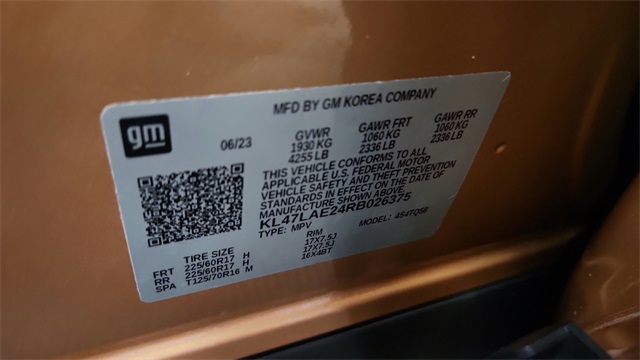 MFD BY GM KOREA COMPANY
gm
06/23 GVWR GAWR FRT GAWR RR
1930 KG 1060 KG 1060 KG
4255 LB 2336 LB 2336 LB
THIS VEHICLE CONFORMS TO ALL
APPLICABLE U.S. FEDERAL MOTOR
VEHICLE SAFETY AND THEFT PREVENTION
STANDARDS IN EFFECT ON THE DATE OF
MANUFACTURE SHOWN ABOVE.
KL47LAE24RB026375
TYPE: MPV MODEL: 4S4TQ58
TIRE SIZE RIM
FRT 225/60R17 H 17X7.5J
RR 225/60R17 H 17X7.5J
SPA T125/70R16 M 16X4BT